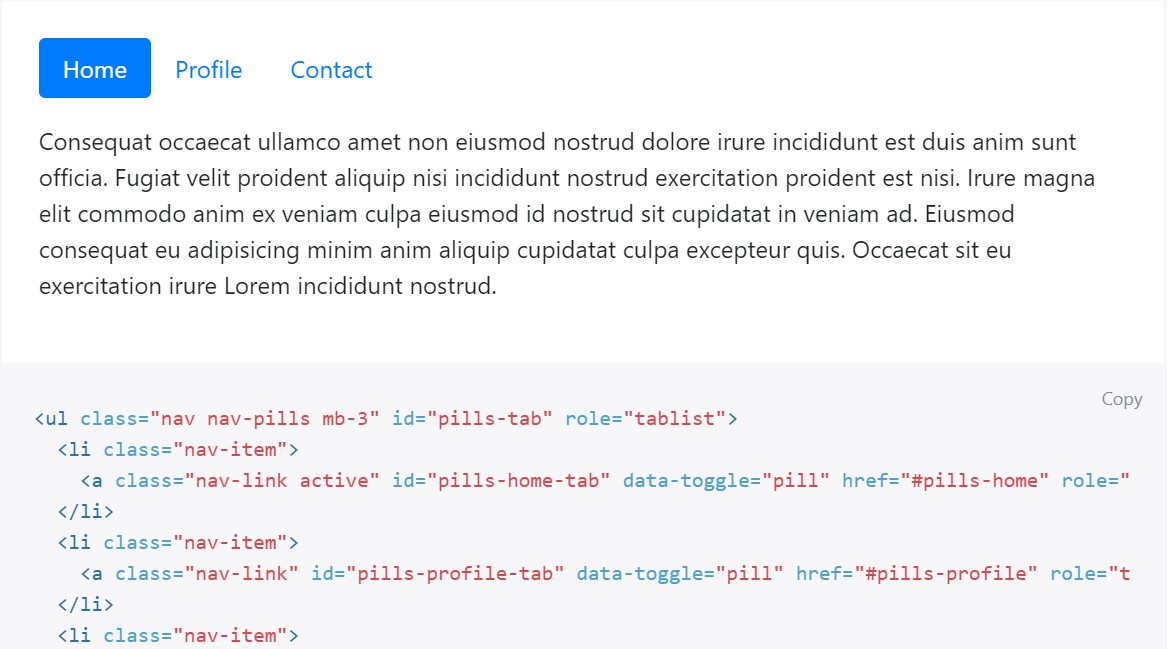 Home Profile Contact
Consequat occaecat ullamco amet non eiusmod nostrud dolore irure incididunt est duis anim sunt
officia. Fugiat velit proident aliquip nisi incididunt nostrud exercitation proident est nisi. Irure magna
elit commodo anim ex veniam culpa eiusmod id nostrud sit cupidatat in veniam ad. Eiusmod
consequat eu adipisicing minim anim aliquip cupidatat culpa excepteur quis. Occaecat sit eu
exercitation irure Lorem incididunt nostrud.
Copy
<ul class="nav nav-pills mb-3" id="pills-tab" role="tablist">
  <li class="nav-item">
    <a class="nav-link active" id="pills-home-tab" data-toggle="pill" href="#pills-home" role="
  </li>
  <li class="nav-item">
    <a class="nav-link" id="pills-profile-tab" data-toggle="pill" href="#pills-profile" role="t
  </li>
  <li class="nav-item">